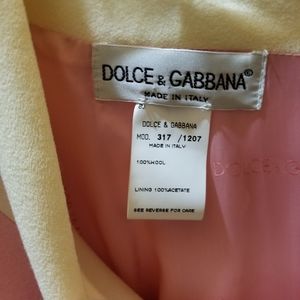 DOLCE & GABBANA®
MADE IN ITALY
DOLCE & GABBANA
MOD. 317 /1207
MADE IN ITALY
100%WOOL
LINING 100%ACETATE
SEE REVERSE FOR CARE
DOLCE & G